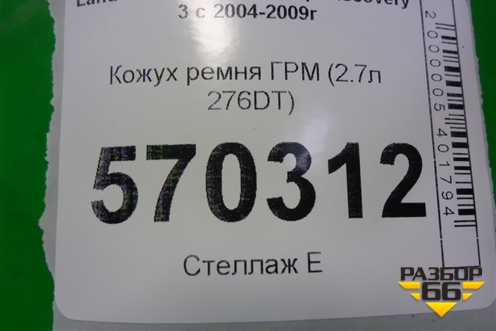 3 с 2004-2009г
Кожух ремня ГРМ (2.7л
276DT)
570312
Стеллаж Е
2000005401794
РАЗБОР
66